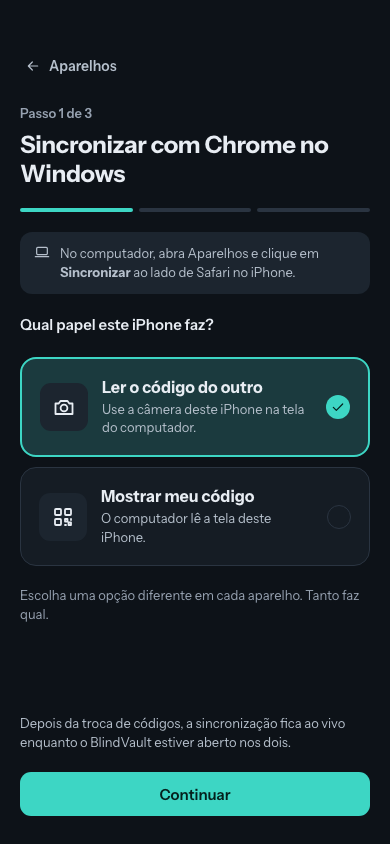 Aparelhos
Passo 1 de 3
Sincronizar com Chrome no
Windows
No computador, abra Aparelhos e clique em
Sincronizar ao lado de Safari no iPhone.
Qual papel este iPhone faz?
Ler o código do outro
Use a câmera deste iPhone na tela
do computador.
Mostrar meu código
O computador lê a tela deste
iPhone.
Escolha uma opção diferente em cada aparelho. Tanto faz
qual.
Depois da troca de códigos, a sincronização fica ao vivo
enquanto o BlindVault estiver aberto nos dois.
Continuar